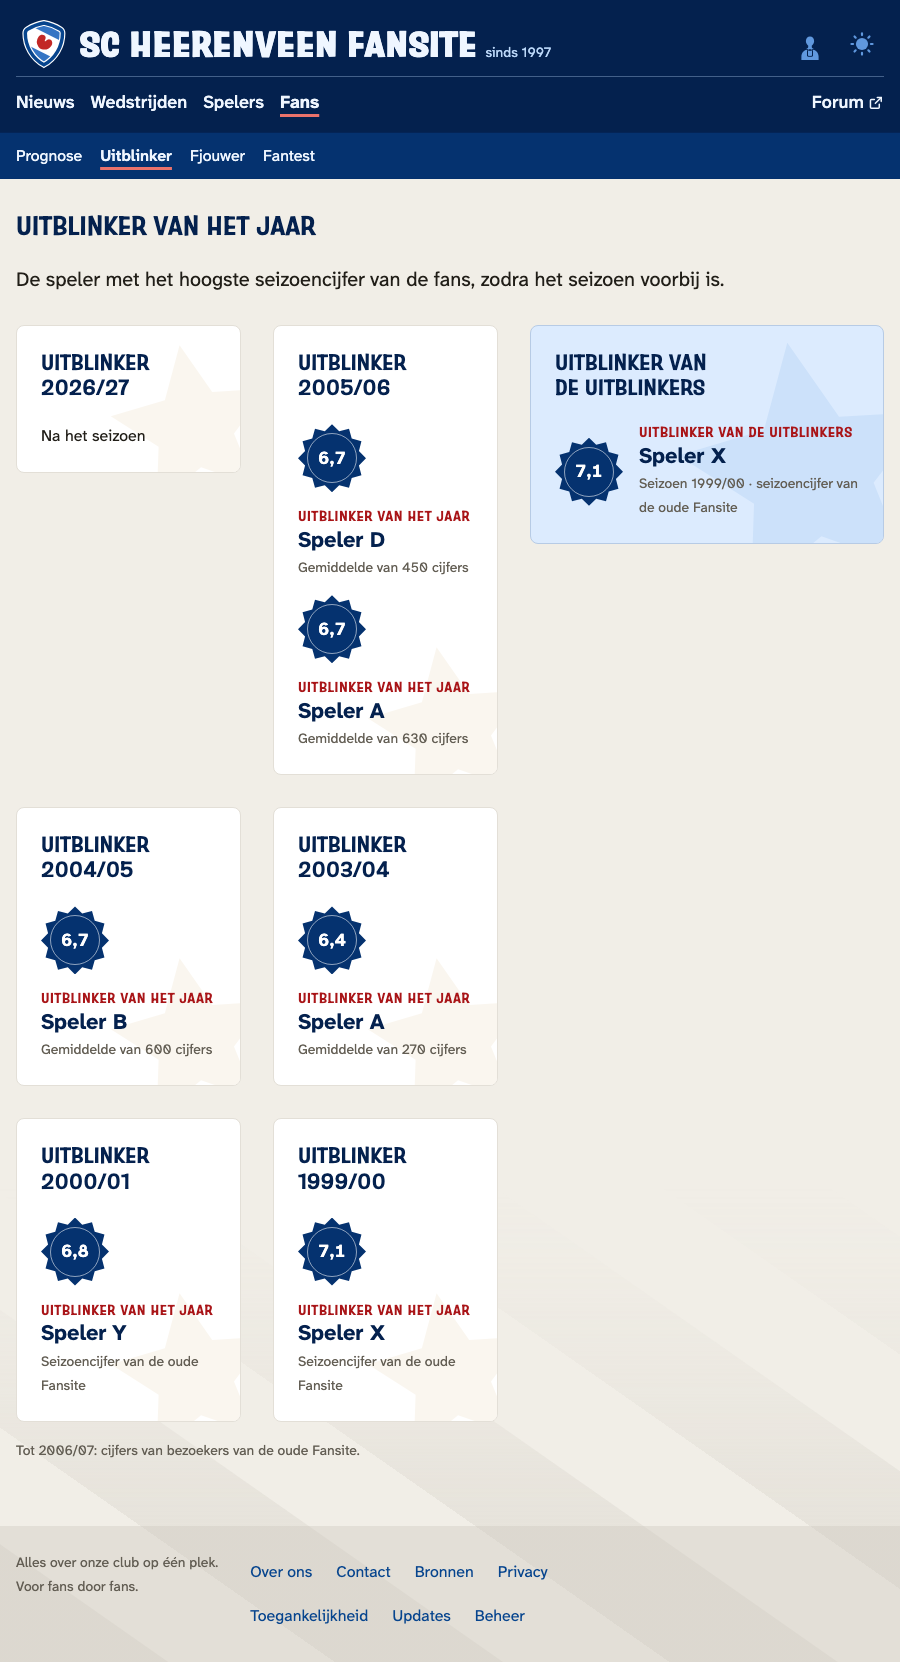 SC HEERENVEEN FANSITE sinds 1997
Nieuws Wedstrijden Spelers Fans Forum
Prognose Uitblinker Fjouwer Fantest
UITBLINKER VAN HET JAAR
De speler met het hoogste seizoencijfer van de fans, zodra het seizoen voorbij is.
UITBLINKER
2026/27
Na het seizoen
UITBLINKER
2005/06
6,7
UITBLINKER VAN HET JAAR
Speler D
Gemiddelde van 450 cijfers
6,7
UITBLINKER VAN HET JAAR
Speler A
Gemiddelde van 630 cijfers
UITBLINKER VAN
DE UITBLINKERS
7,1
UITBLINKER VAN DE UITBLINKERS
Speler X
Seizoen 1999/00 · seizoencijfer van
de oude Fansite
UITBLINKER
2004/05
6,7
UITBLINKER VAN HET JAAR
Speler B
Gemiddelde van 600 cijfers
UITBLINKER
2003/04
6,4
UITBLINKER VAN HET JAAR
Speler A
Gemiddelde van 270 cijfers
UITBLINKER
2000/01
6,8
UITBLINKER VAN HET JAAR
Speler Y
Seizoencijfer van de oude
Fansite
UITBLINKER
1999/00
7,1
UITBLINKER VAN HET JAAR
Speler X
Seizoencijfer van de oude
Fansite
Tot 2006/07: cijfers van bezoekers van de oude Fansite.
Alles over onze club op één plek.
Voor fans door fans.
Over ons Contact Bronnen Privacy
Toegankelijkheid Updates Beheer